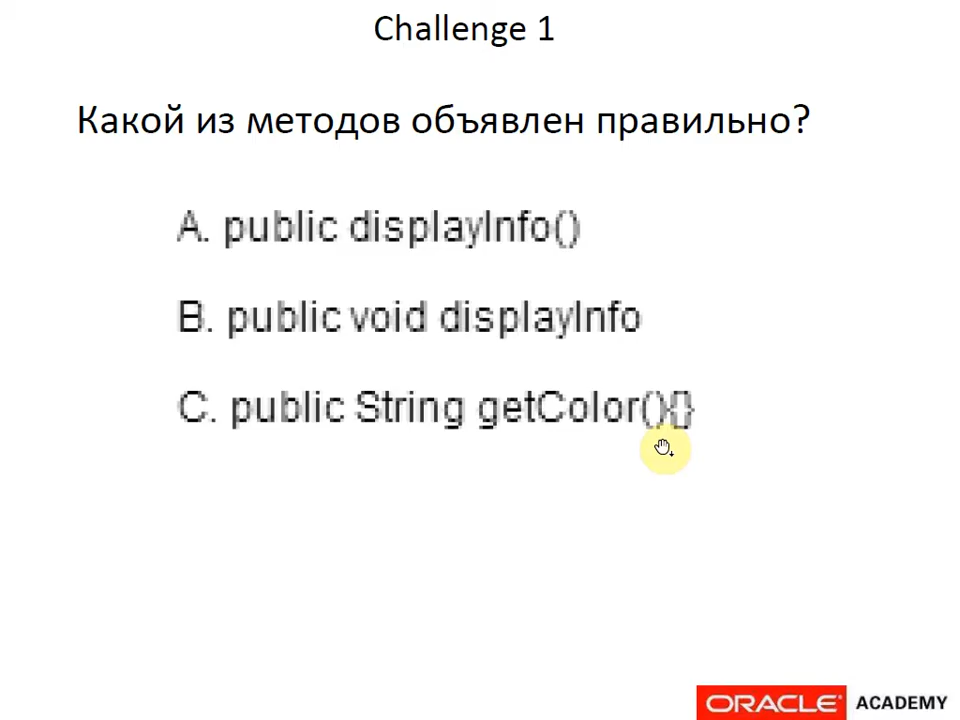 Challenge 1
Какой из методов объявлен правильно?
A. public displayInfo()
B. public void displayInfo
C. public String getColor(){}
ORACLE ACADEMY